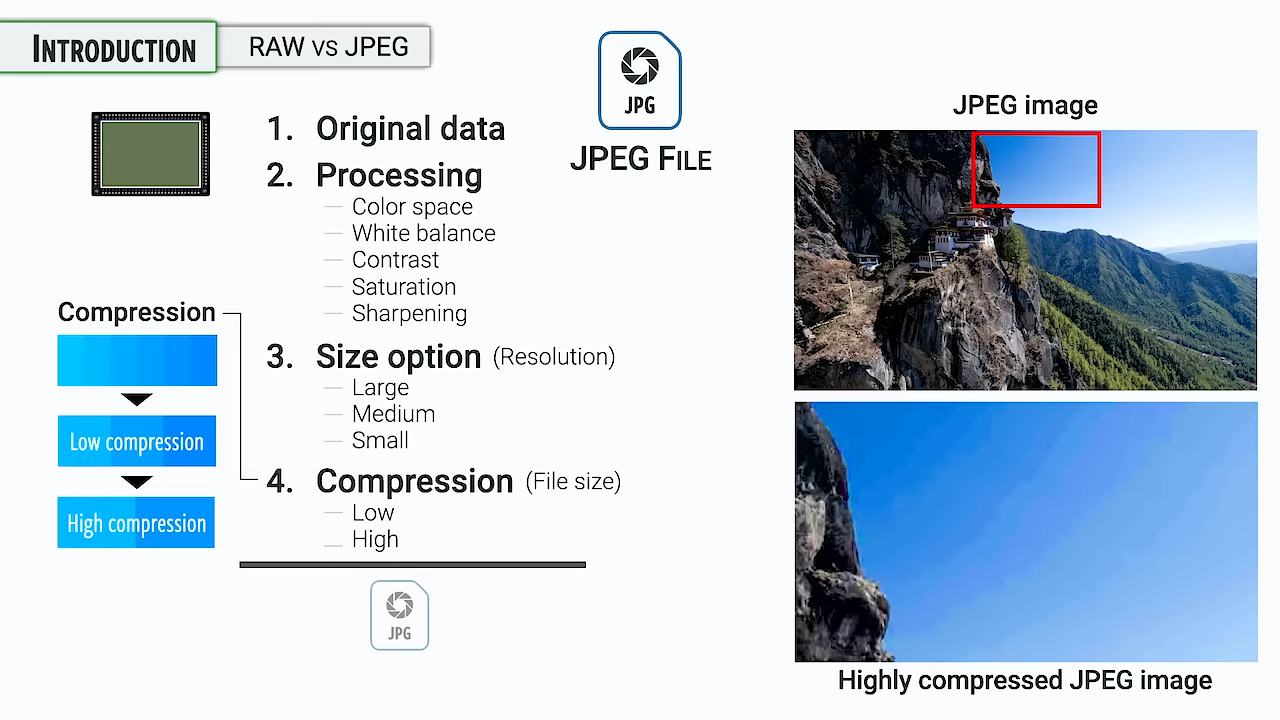 INTRODUCTION
RAW vs JPEG
JPG
JPEG FILE
1. Original data
2. Processing
— Color space
— White balance
— Contrast
— Saturation
— Sharpening
3. Size option (Resolution)
— Large
— Medium
— Small
4. Compression (File size)
— Low
— High
JPG
Compression
Low compression
High compression
JPEG image
Highly compressed JPEG image